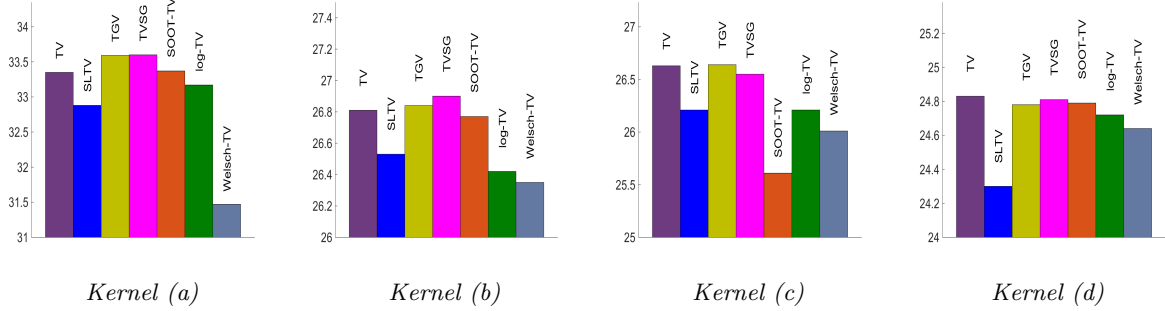 34
33.5
33
32.5
32
31.5
31
TV
SLTV
TGV
TVSG
SOOT-TV
log-TV
Welsch-TV
Kernel (a)
27.4
27.2
27
26.8
26.6
26.4
26.2
26
TV
SLTV
TGV
TVSG
SOOT-TV
log-TV
Welsch-TV
Kernel (b)
27
26.5
26
25.5
25
TV
SLTV
TGV
TVSG
SOOT-TV
log-TV
Welsch-TV
Kernel (c)
25.2
25
24.8
24.6
24.4
24.2
24
TV
SLTV
TGV
TVSG
SOOT-TV
log-TV
Welsch-TV
Kernel (d)